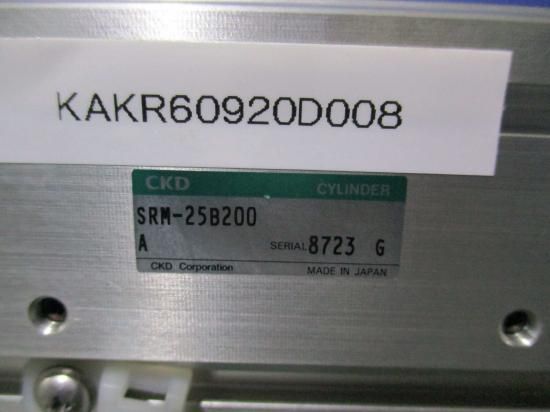 KAKR60920D008
CKD CYLINDER
SRM-25B200
A SERIAL 8723 G
CKD Corporation MADE IN JAPAN